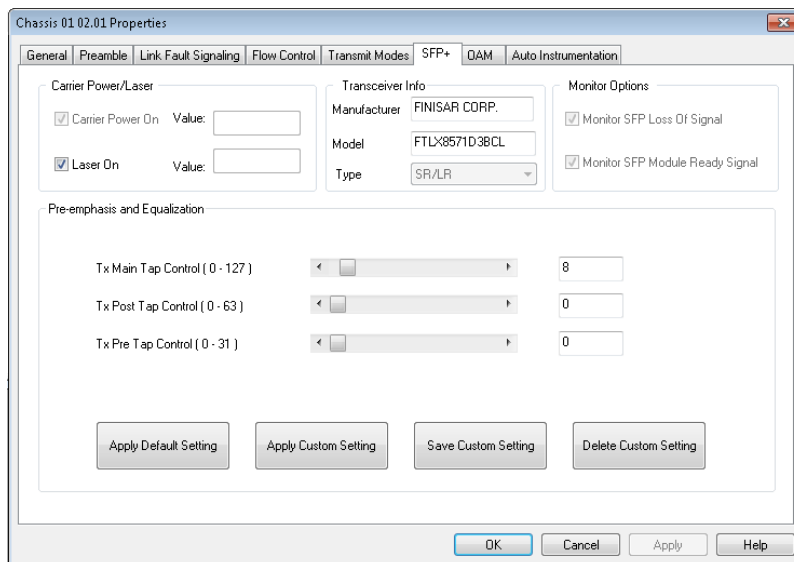 Chassis 01 02.01 Properties
General Preamble Link Fault Signaling Flow Control Transmit Modes SFP+ OAM Auto Instrumentation
Carrier Power/Laser
Carrier Power On Value:
Laser On Value:
Transceiver Info
Manufacturer FINISAR CORP.
Model FTLX8571D3BCL
Type SR/LR
Monitor Options
Monitor SFP Loss Of Signal
Monitor SFP Module Ready Signal
Pre-emphasis and Equalization
Tx Main Tap Control ( 0 - 127 ) 8
Tx Post Tap Control ( 0 - 63 ) 0
Tx Pre Tap Control ( 0 - 31 ) 0
Apply Default Setting Apply Custom Setting Save Custom Setting Delete Custom Setting
OK Cancel Apply Help